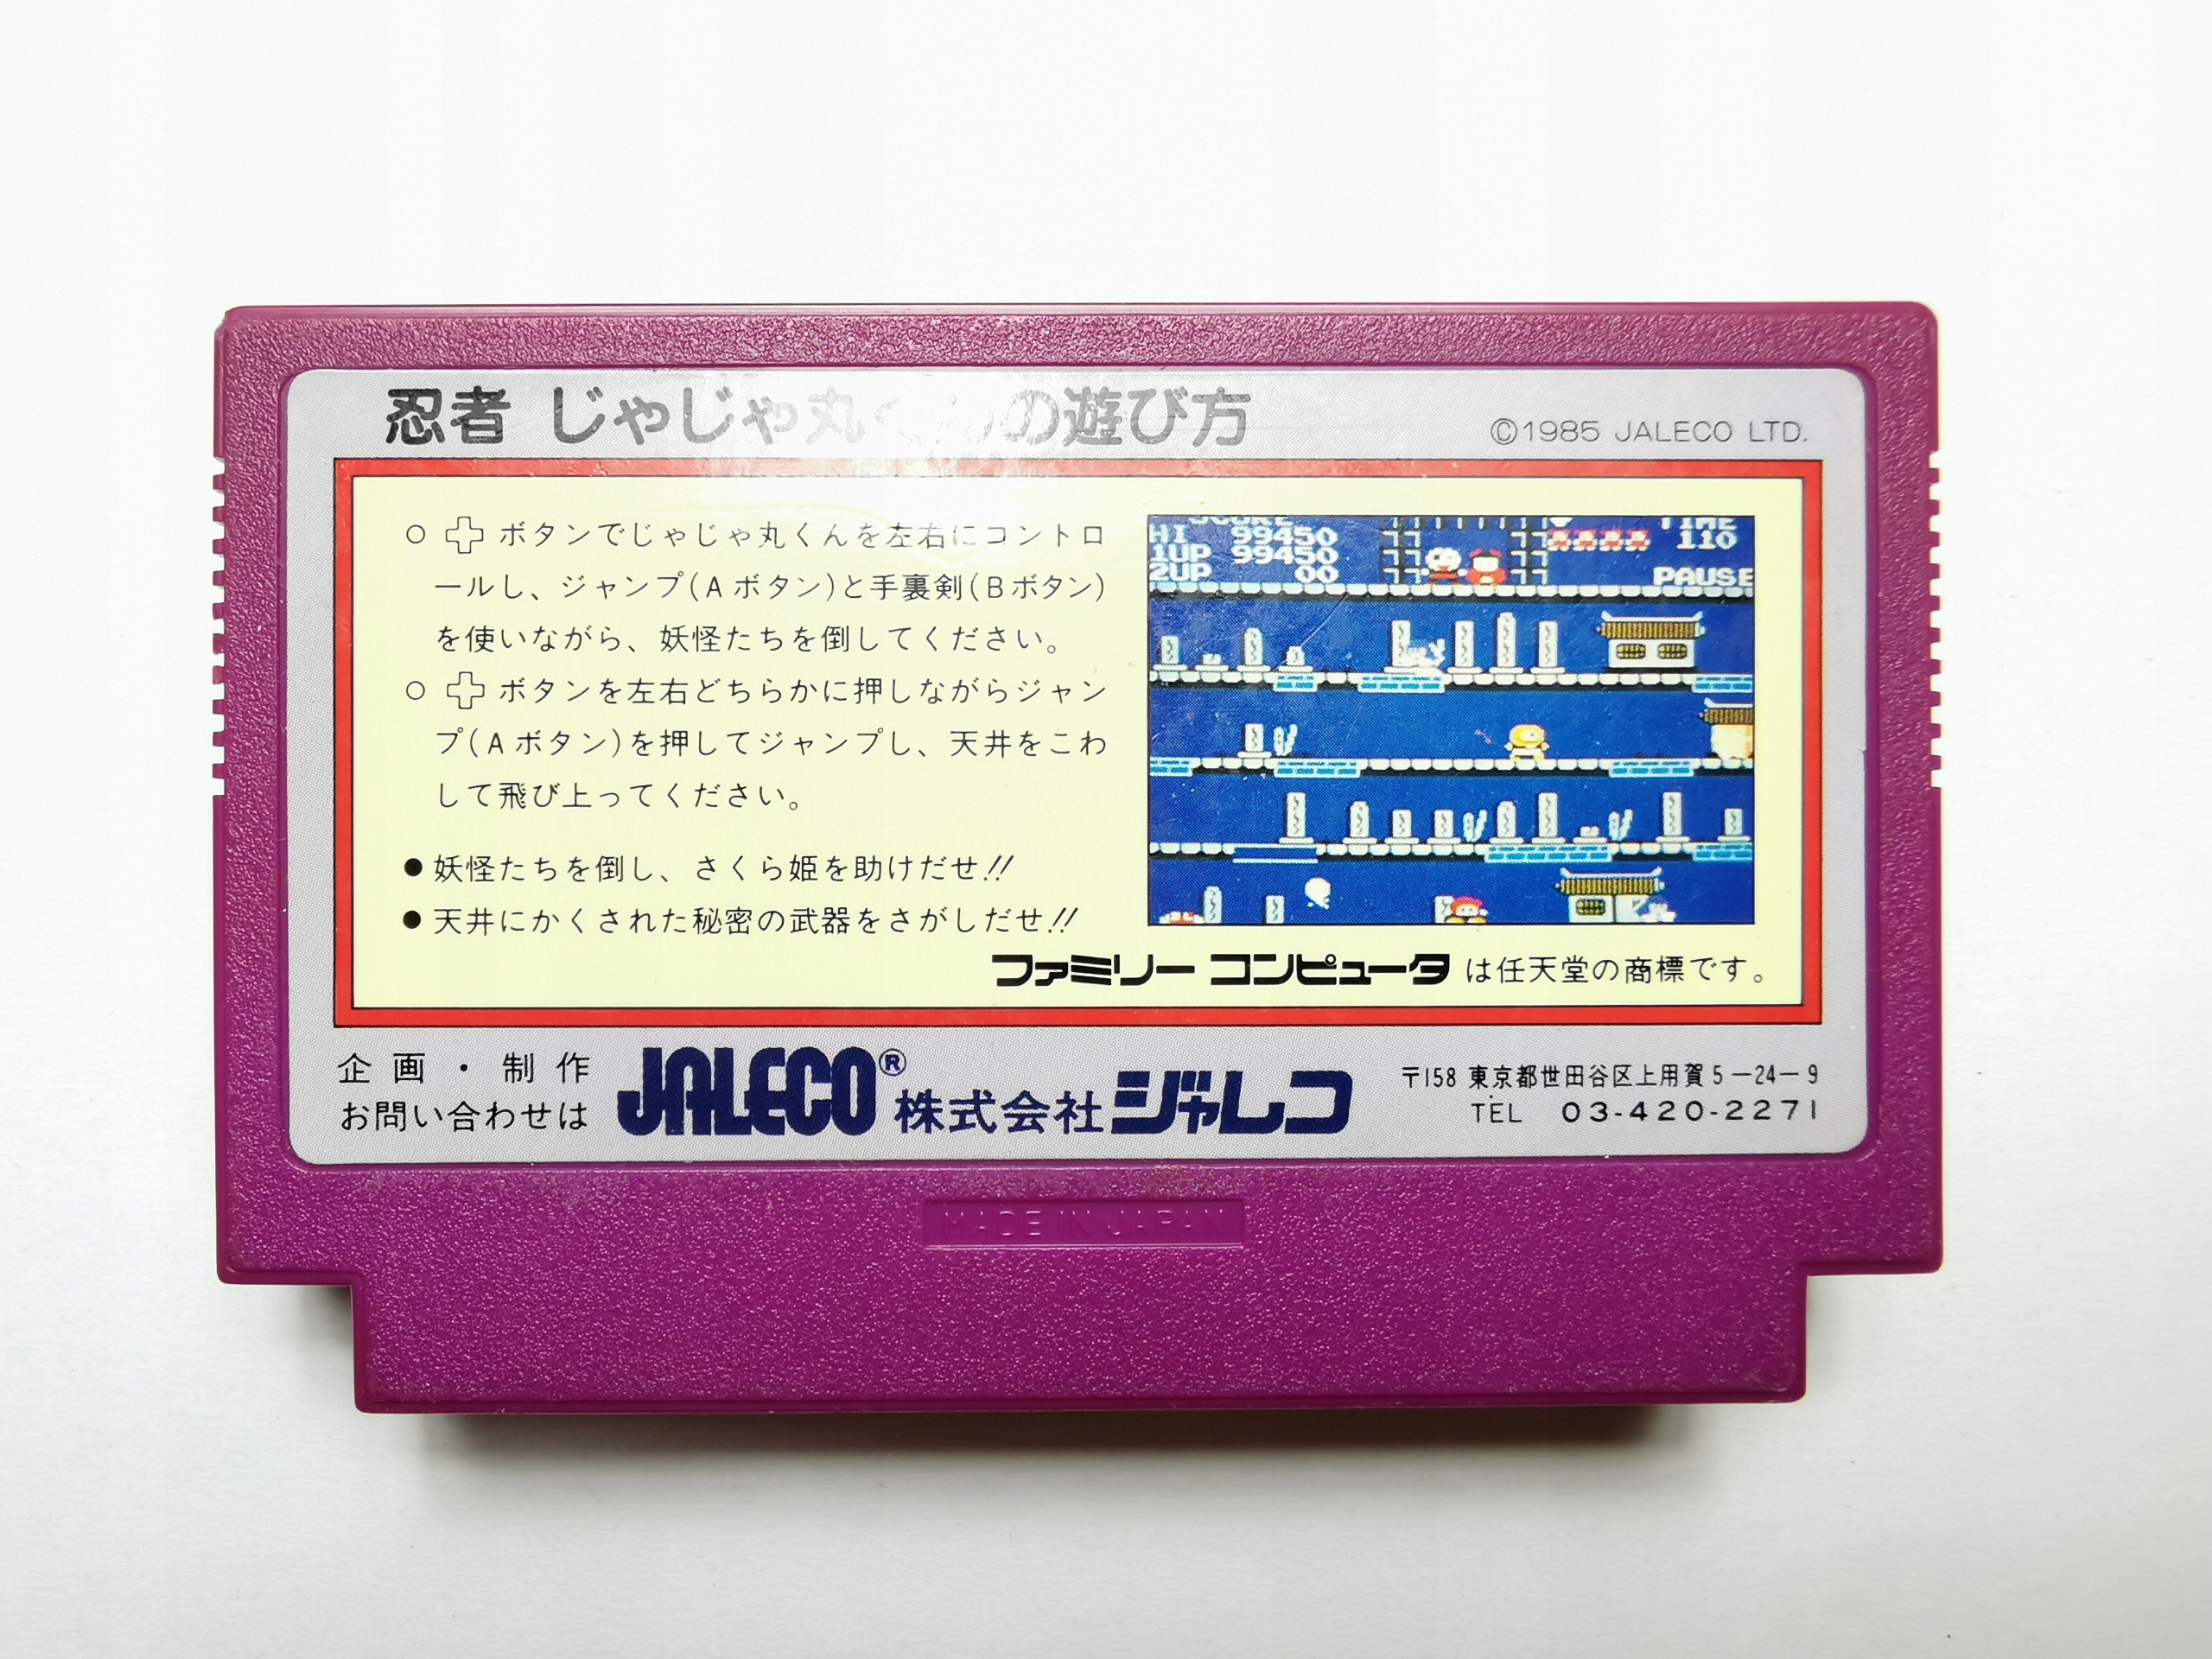 忍者 じゃじゃ丸くんの遊び方
©1985 JALECO LTD.
○ ボタンでじゃじゃ丸くんを左右にコントロ
ールし、ジャンプ(Aボタン)と手裏剣(Bボタン)
を使いながら、妖怪たちを倒してください。
○ ボタンを左右どちらかに押しながらジャン
プ(Aボタン)を押してジャンプし、天井をこわ
して飛び上ってください。
●妖怪たちを倒し、さくら姫を助けだせ!!
●天井にかくされた秘密の武器をさがしだせ!!
SCORE
HI 99450
1UP 99450
2UP 00
TIME
110
PAUSE
ファミリー コンピュータ は任天堂の商標です。
企画・制作
お問い合わせは
JALECO® 株式会社ジャレコ
〒158 東京都世田谷区上用賀5-24-9
TEL 03-420-2271
MADE IN JAPAN